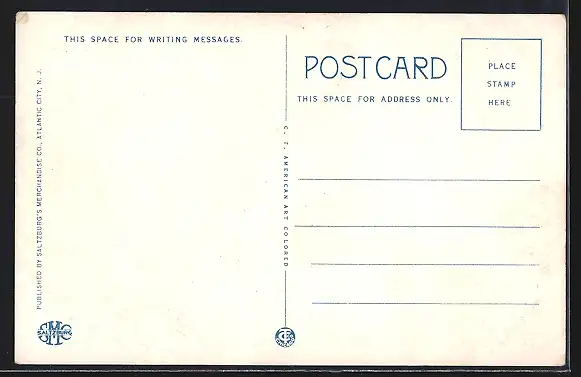 THIS SPACE FOR WRITING MESSAGES.
POSTCARD
THIS SPACE FOR ADDRESS ONLY.
PLACE
STAMP
HERE
PUBLISHED BY SALTZBURG'S MERCHANDISE CO., ATLANTIC CITY, N. J.
C. T. AMERICAN ART COLORED
SALTZBURG
SMC